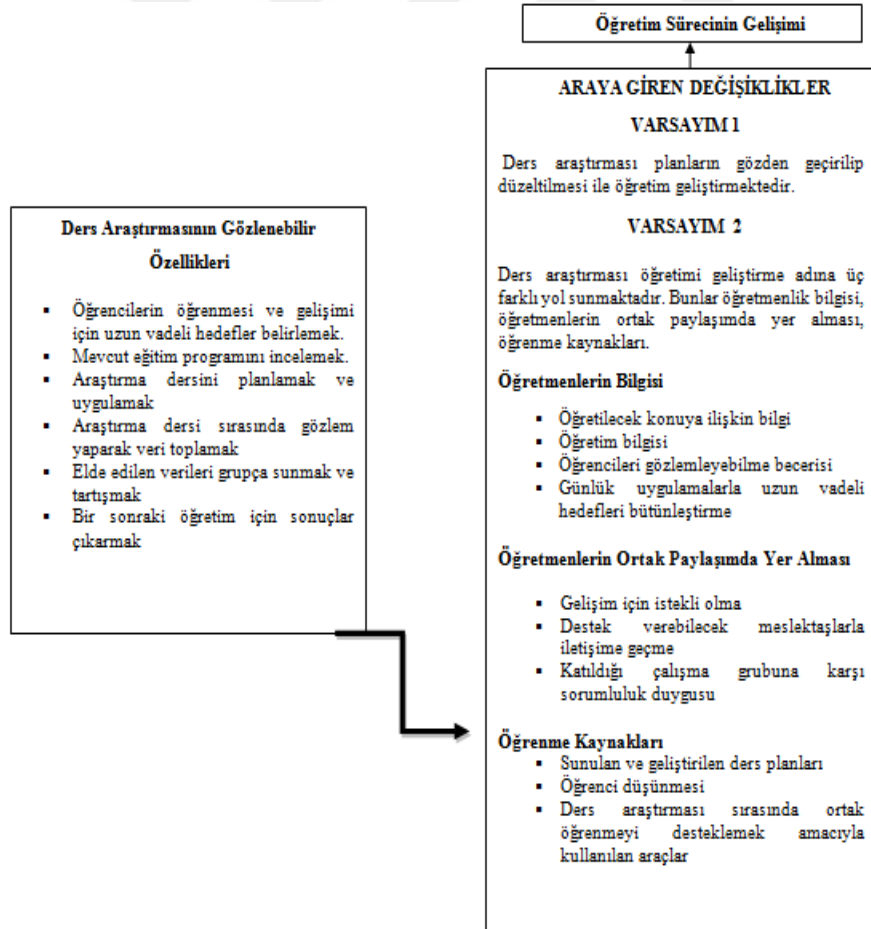 Öğretim Sürecinin Gelişimi
Ders Araştırmasının Gözlenebilir
Özellikleri
▪ Öğrencilerin öğrenmesi ve gelişimi
için uzun vadeli hedefler belirlemek.
▪ Mevcut eğitim programını incelemek.
▪ Araştırma dersini planlamak ve
uygulamak
▪ Araştırma dersi sırasında gözlem
yaparak veri toplamak
▪ Elde edilen verileri grupça sunmak ve
tartışmak
▪ Bir sonraki öğretim için sonuçlar
çıkarmak
ARAYA GİREN DEĞİŞİKLİKLER
VARSAYIM 1
Ders araştırması planların gözden geçirilip
düzeltilmesi ile öğretim geliştirmektedir.
VARSAYIM 2
Ders araştırması öğretimi geliştirme adına üç
farklı yol sunmaktadır. Bunlar öğretmenlik bilgisi,
öğretmenlerin ortak paylaşımda yer alması,
öğrenme kaynakları.
Öğretmenlerin Bilgisi
▪ Öğretilecek konuya ilişkin bilgi
▪ Öğretim bilgisi
▪ Öğrencileri gözlemleyebilme becerisi
▪ Günlük uygulamalarla uzun vadeli
hedefleri bütünleştirme
Öğretmenlerin Ortak Paylaşımda Yer Alması
▪ Gelişim için istekli olma
▪ Destek verebilecek meslektaşlarla
iletişime geçme
▪ Katıldığı çalışma grubuna karşı
sorumluluk duygusu
Öğrenme Kaynakları
▪ Sunulan ve geliştirilen ders planları
▪ Öğrenci düşünmesi
▪ Ders araştırması sırasında ortak
öğrenmeyi desteklemek amacıyla
kullanılan araçlar